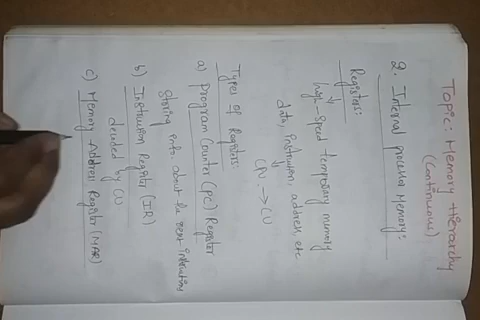 Topic: Memory Hierarchy
(Continuous)
2. Internal processor Memory:
Registers:
↳ high-speed temporary memory
data, instruction, address, etc
CPU → CU
Types of Registers:
a) Program Counter (PC) Register
Storing info about the next instruction
b) Instruction Register (IR)
decoded by CU
c) Memory Address Register (MAR)